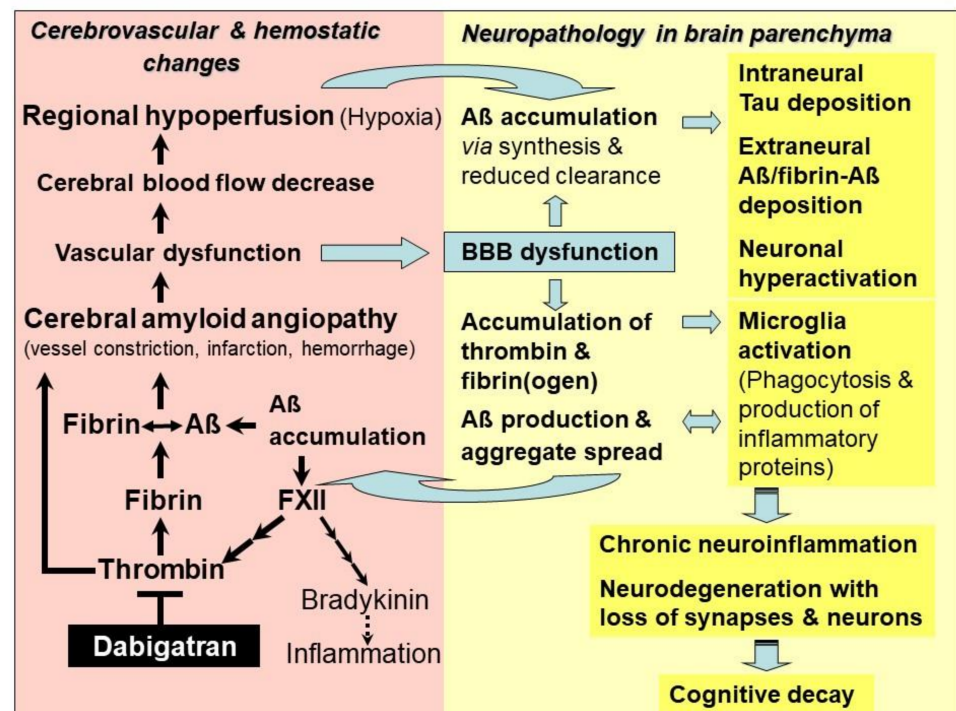 Cerebrovascular & hemostatic
changes
Regional hypoperfusion (Hypoxia)
Cerebral blood flow decrease
Vascular dysfunction
Cerebral amyloid angiopathy
(vessel constriction, infarction, hemorrhage)
Fibrin Aß
Aß
accumulation
Fibrin
FXII
Thrombin
Bradykinin
Dabigatran
Inflammation
Neuropathology in brain parenchyma
Aß accumulation
via synthesis &
reduced clearance
BBB dysfunction
Accumulation of
thrombin &
fibrin(ogen)
Aß production &
aggregate spread
Intraneural
Tau deposition
Extraneural
Aß/fibrin-Aß
deposition
Neuronal
hyperactivation
Microglia
activation
(Phagocytosis &
production of
inflammatory
proteins)
Chronic neuroinflammation
Neurodegeneration with
loss of synapses & neurons
Cognitive decay